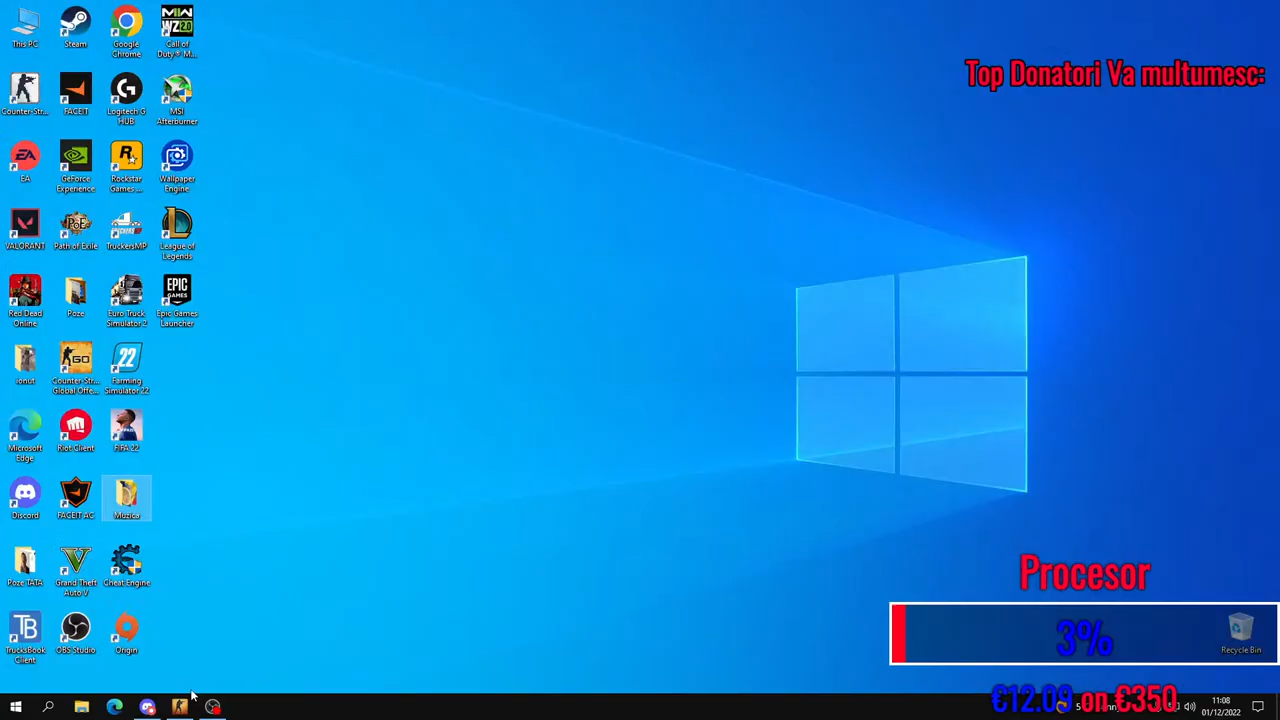 This PC
Steam
Google
Chrome
Call of
Duty® M...
Counter-Str...
FACEIT
Logitech G
HUB
MSI
Afterburner
EA
GeForce
Experience
Rockstar
Games ...
Wallpaper
Engine
VALORANT
Path of Exile
TruckersMP
League of
Legends
Red Dead
Online
Poze
Euro Truck
Simulator 2
Epic Games
Launcher
ionut
Counter-Str...
Global Offe...
Farming
Simulator 22
Microsoft
Edge
Riot Client
FIFA 22
Discord
FACEIT AC
Muzica
Poze TATA
Grand Theft
Auto V
Cheat Engine
TrucksBook
Client
OBS Studio
Origin
Top Donatori Va multumesc:
Procesor
3%
Recycle Bin
€12.09 on €350
11:08
01/12/2022